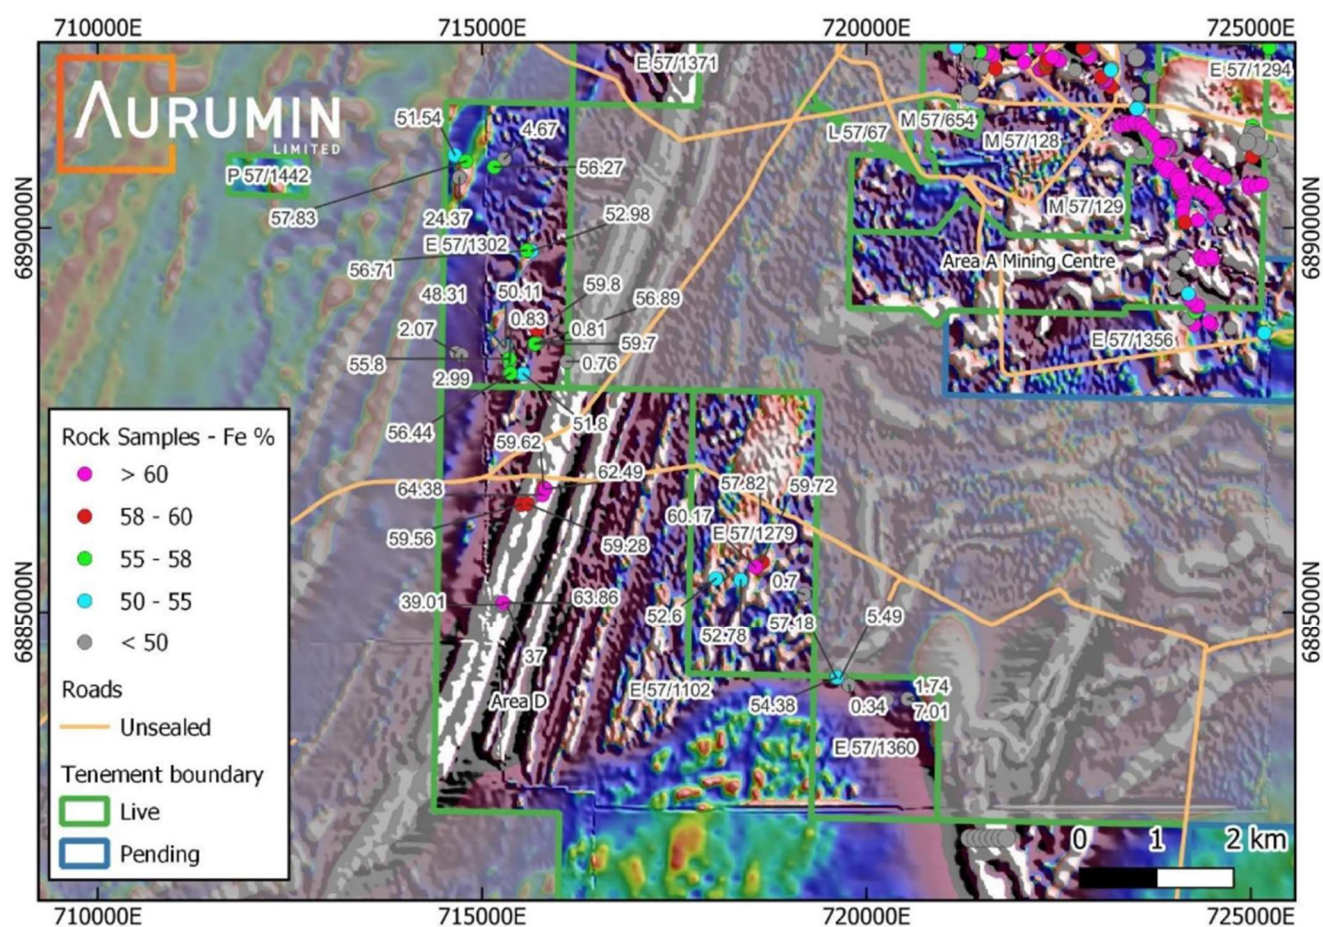 710000E 715000E 720000E 725000E
AURUMIN
LIMITED
E 57/1371
E 57/1294
51.54
4.67
L 57/67
M 57/654
M 57/128
P 57/1442
56.27
57.83
24.37
52.98
M 57/129
6890000N
6890000N
E 57/1302
56.71
Area A Mining Centre
48.31
50.11
59.8
56.89
2.07
0.83
0.81
59.7
E 57/1356
55.8
2.99
0.76
56.44
51.8
59.62
Rock Samples - Fe %
> 60
58 - 60
55 - 58
50 - 55
< 50
Roads
Unsealed
Tenement boundary
Live
Pending
64.38
62.49
57.82
59.72
60.17
59.56
59.28
E 57/1279
0.7
39.01
63.86
52.6
52.78
57.18
5.49
6885000N
6885000N
37
Area D
E 57/1102
54.38
0.34
1.74
7.01
E 57/1360
0 1 2 km
710000E 715000E 720000E 725000E